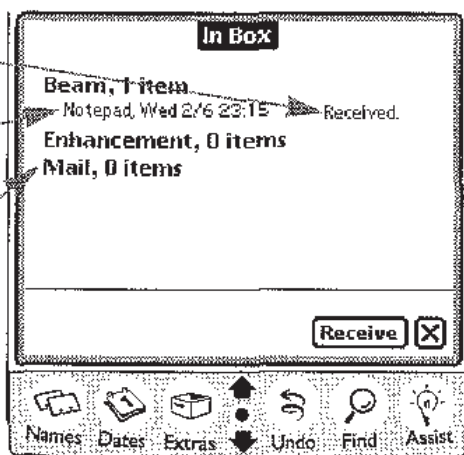 In Box
Beam, 1 item
Notepad, Wed 2/6 23:15 Received.
Enhancement, 0 items
Mail, 0 items
Receive
Names Dates Extras Undo Find Assist